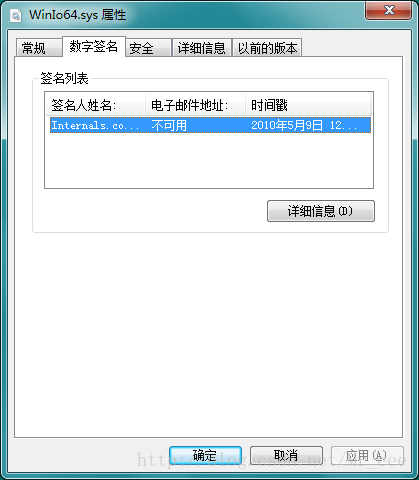 WinIo64.sys 属性
常规 数字签名 安全 详细信息 以前的版本
签名列表
签名人姓名: 电子邮件地址: 时间戳
Internals.co... 不可用 2010年5月9日 12...
详细信息(D)
确定 取消 应用(A)